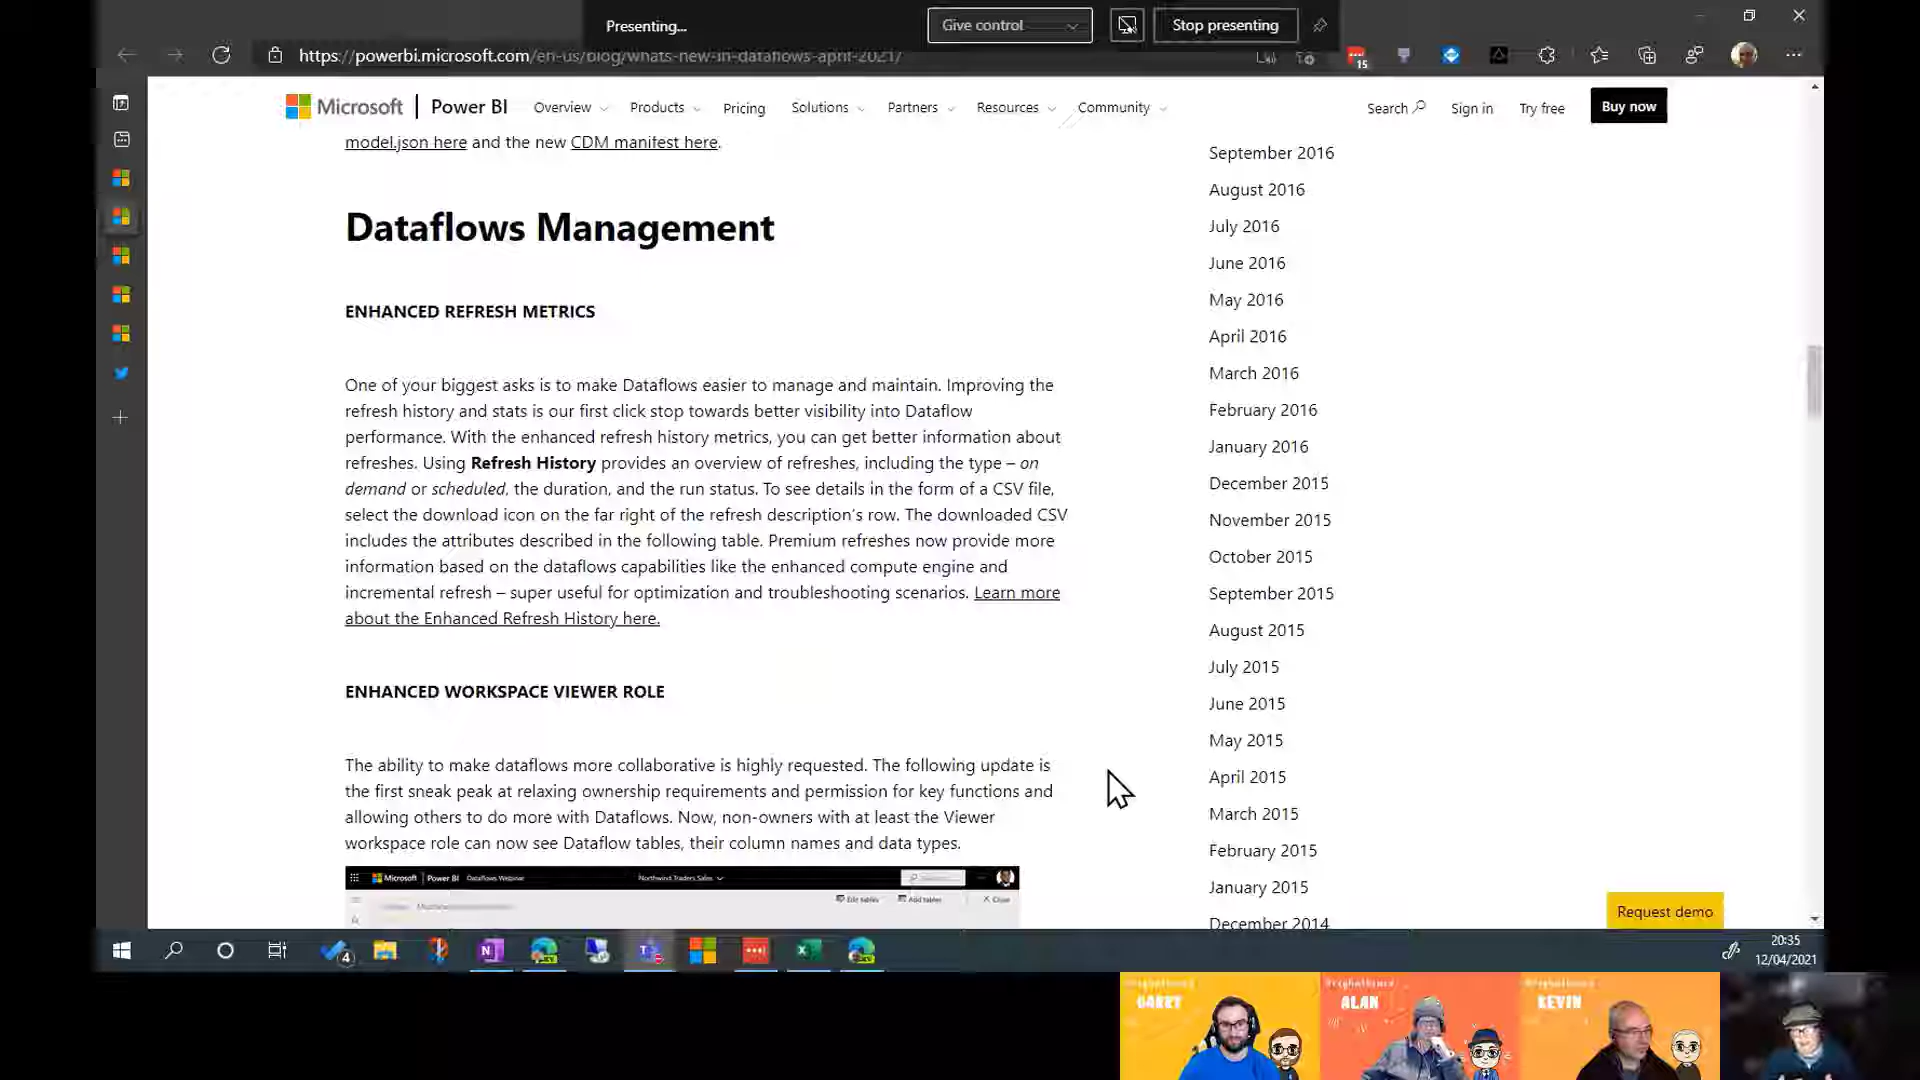 Presenting...
Give control
Stop presenting
https://powerbi.microsoft.com/en-us/blog/whats-new-in-dataflows-april-2021/
15
Microsoft
Power BI
Overview
Products
Pricing
Solutions
Partners
Resources
Community
Search
Sign in
Try free
Buy now
model.json here and the new CDM manifest here.
Dataflows Management
ENHANCED REFRESH METRICS
One of your biggest asks is to make Dataflows easier to manage and maintain. Improving the
refresh history and stats is our first click stop towards better visibility into Dataflow
performance. With the enhanced refresh history metrics, you can get better information about
refreshes. Using Refresh History provides an overview of refreshes, including the type – on
demand or scheduled, the duration, and the run status. To see details in the form of a CSV file,
select the download icon on the far right of the refresh description's row. The downloaded CSV
includes the attributes described in the following table. Premium refreshes now provide more
information based on the dataflows capabilities like the enhanced compute engine and
incremental refresh – super useful for optimization and troubleshooting scenarios. Learn more
about the Enhanced Refresh History here.
ENHANCED WORKSPACE VIEWER ROLE
The ability to make dataflows more collaborative is highly requested. The following update is
the first sneak peak at relaxing ownership requirements and permission for key functions and
allowing others to do more with Dataflows. Now, non-owners with at least the Viewer
workspace role can now see Dataflow tables, their column names and data types.
Microsoft
Power BI
Dataflows Webinar
Northwind Traders Sales
Edit tables
Add tables
Close
September 2016
August 2016
July 2016
June 2016
May 2016
April 2016
March 2016
February 2016
January 2016
December 2015
November 2015
October 2015
September 2015
August 2015
July 2015
June 2015
May 2015
April 2015
March 2015
February 2015
January 2015
December 2014
Request demo
4
20:35
12/04/2021
ALAN
KEVIN